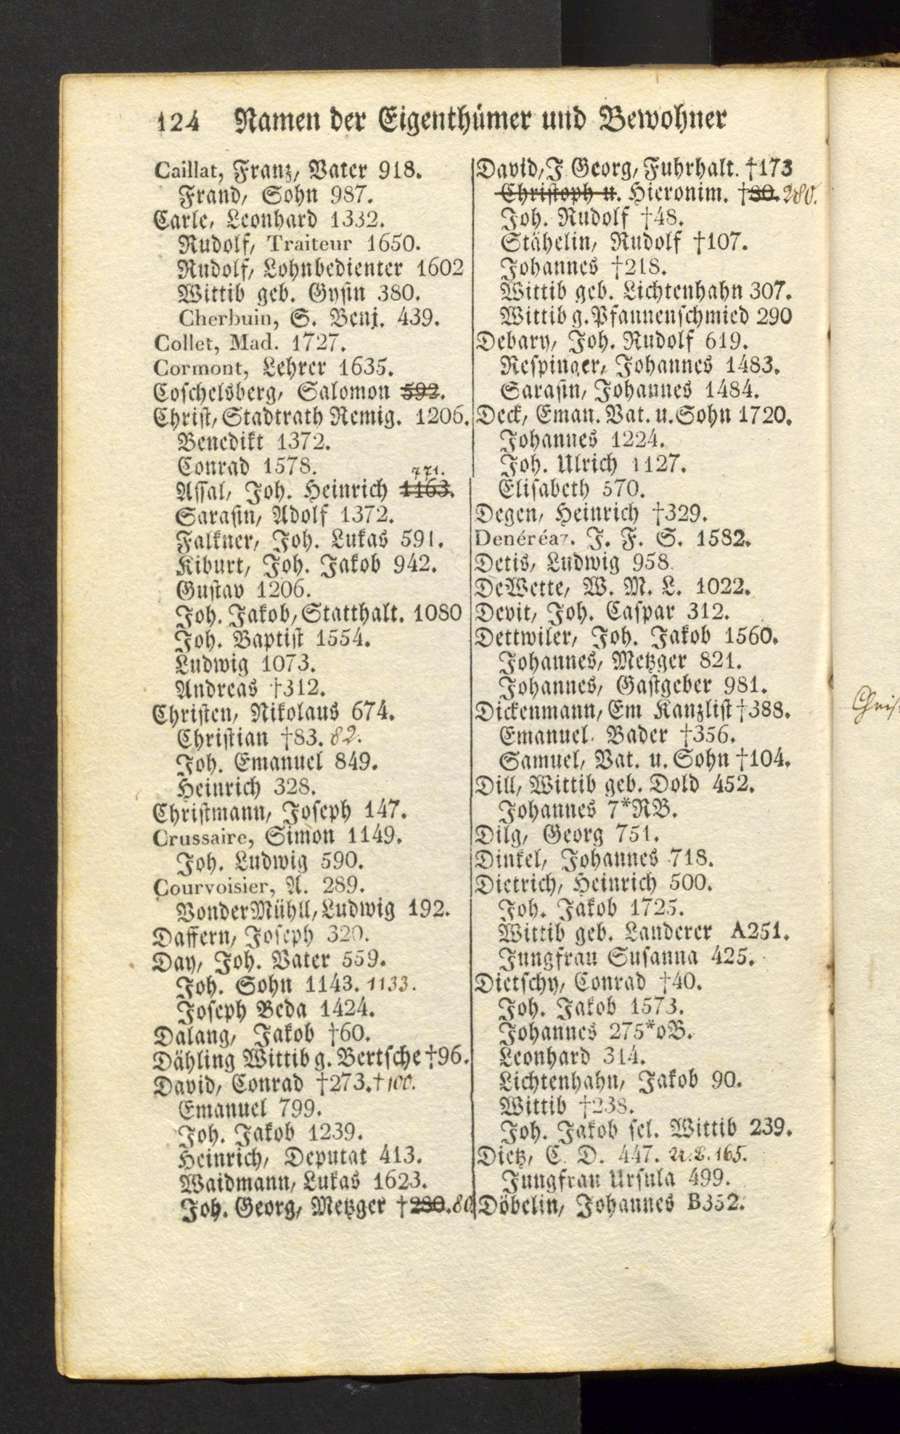 124 Namen der Eigenthümer und Bewohner
Caillat, Franz, Vater 918.
Frand, Sohn 987.
Carle, Leonhard 1332.
Rudolf, Traiteur 1650.
Rudolf, Lohnbedienter 1602
Wittib geb. Gysin 380.
Cherbuin, S. Benj. 439.
Collet, Mad. 1727.
Cormont, Lehrer 1635.
Coschelsberg, Salomon 592.
Christ, Stadtrath Remig. 1206.
Benedikt 1372.
Conrad 1578.
771.
Assal, Joh. Heinrich 1163.
Sarasin, Adolf 1372.
Falkner, Joh. Lukas 591.
Kiburt, Joh. Jakob 942.
Gustav 1206.
Joh. Jakob, Statthalt. 1080
Joh. Baptist 1554.
Ludwig 1073.
Andreas †312.
Christen, Nikolaus 674.
Christian †83. 82.
Joh. Emanuel 849.
Heinrich 328.
Christmann, Joseph 147.
Crussaire, Simon 1149.
Joh. Ludwig 590.
Courvoisier, A. 289.
VonderMühll, Ludwig 192.
Daffern, Joseph 320.
Day, Joh. Vater 559.
Joh. Sohn 1143. 1133.
Joseph Beda 1424.
Dalang, Jakob †60.
Dähling Wittib g. Bertsche †96.
David, Conrad †273. †100.
Emanuel 799.
Joh. Jakob 1239.
Heinrich, Deputat 413.
Waidmann, Lukas 1623.
Joh. Georg, Metzger †280. 80
David, J Georg, Fuhrhalt. †173
Christoph u. Hieronim. †80. 280.
Joh. Rudolf †48.
Stähelin, Rudolf †107.
Johannes †218.
Wittib geb. Lichtenhahn 307.
Wittib g. Pfannenschmied 290
Debary, Joh. Rudolf 619.
Respinger, Johannes 1483.
Sarasin, Johannes 1484.
Deck, Eman. Vat. u. Sohn 1720.
Johannes 1224.
Joh. Ulrich 1127.
Elisabeth 570.
Degen, Heinrich †329.
Denéréaz. J. F. S. 1582.
Detis, Ludwig 958
DeWette, W. M. L. 1022.
Devit, Joh. Caspar 312.
Dettwiler, Joh. Jakob 1560.
Johannes, Metzger 821.
Johannes, Gastgeber 981.
Dickenmann, Em Kanzlist †388.
Emanuel Bader †356.
Samuel, Vat. u. Sohn †104.
Dill, Wittib geb. Dold 452.
Johannes 7*RB.
Dilg, Georg 751.
Dinkel, Johannes 718.
Dietrich, Heinrich 500.
Joh. Jakob 1725.
Wittib geb. Landerer A251.
Jungfrau Susanna 425.
Dietschy, Conrad †40.
Joh. Jakob 1573.
Johannes 275*oB.
Leonhard 314.
Lichtenhahn, Jakob 90.
Wittib †238.
Joh. Jakob sel. Wittib 239.
Dietz, C. D. 447. 165.
Jungfrau Ursula 499.
Döbelin, Johannes B352.